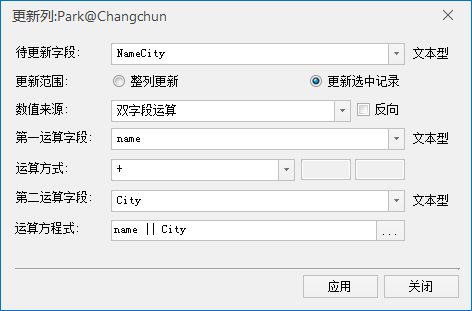 更新列:Park@Changchun
待更新字段: NameCity 文本型
更新范围: 整列更新 更新选中记录
数值来源: 双字段运算 反向
第一运算字段: name 文本型
运算方式: +
第二运算字段: City 文本型
运算方程式: name || City ...
应用 关闭